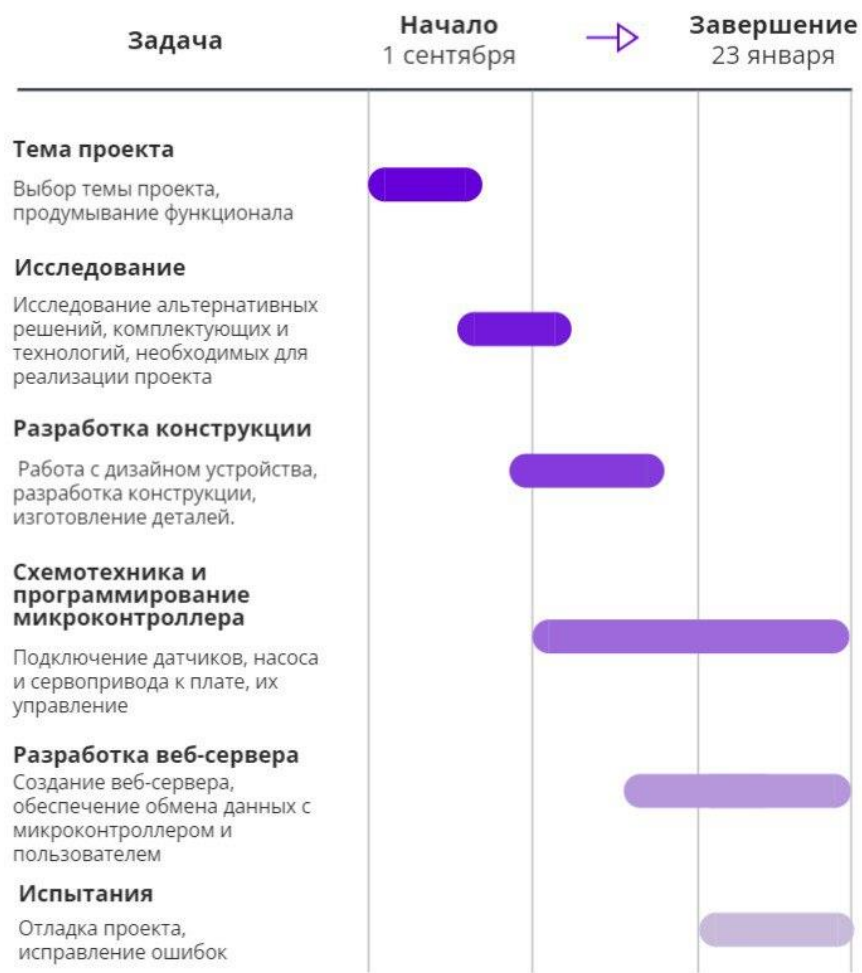 Задача
Начало
1 сентября
Завершение
23 января
Тема проекта
Выбор темы проекта,
продумывание функционала
Исследование
Исследование альтернативных
решений, комплектующих и
технологий, необходимых для
реализации проекта
Разработка конструкции
Работа с дизайном устройства,
разработка конструкции,
изготовление деталей.
Схемотехника и
программирование
микроконтроллера
Подключение датчиков, насоса
и сервопривода к плате, их
управление
Разработка веб-сервера
Создание веб-сервера,
обеспечение обмена данных с
микроконтроллером и
пользователем
Испытания
Отладка проекта,
исправление ошибок